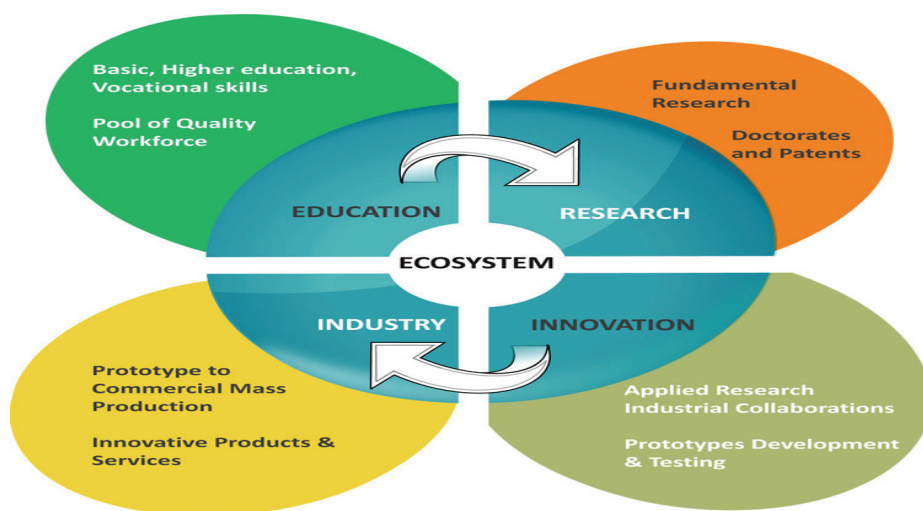 Basic, Higher education,
Vocational skills
Pool of Quality
Workforce
Fundamental
Research
Doctorates
and Patents
EDUCATION
RESEARCH
ECOSYSTEM
INDUSTRY
INNOVATION
Prototype to
Commercial Mass
Production
Innovative Products &
Services
Applied Research
Industrial Collaborations
Prototypes Development
& Testing